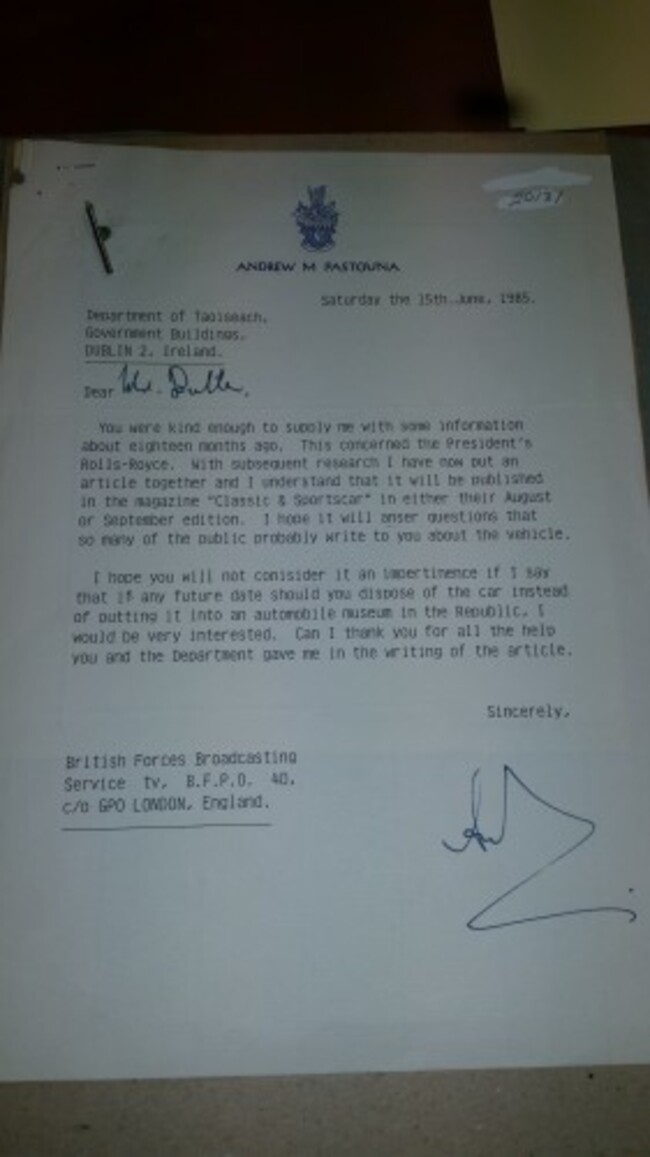 ANDREW M PASTOUNA
Saturday the 15th June, 1985.
Department of Taoiseach,
Government Buildings,
DUBLIN 2, Ireland.
Dear Mr.
You were kind enough to supply me with some information
about eighteen months ago. This concerned the President's
Rolls-Royce. With subsequent research I have now put an
article together and I understand that it will be published
in the magazine "Classic & Sportscar" in either their August
or September edition. I hope it will anser questions that
so many of the public probably write to you about the vehicle.
I hope you will not conisider it an impertinence if I say
that if any future date should you dispose of the car instead
of putting it into an automobile museum in the Republic, I
would be very interested. Can I thank you for all the help
you and the Department gave me in the writing of the article.
Sincerely,
British Forces Broadcasting
Service tv, B.F.P.O. 40,
c/o GPO LONDON, England.